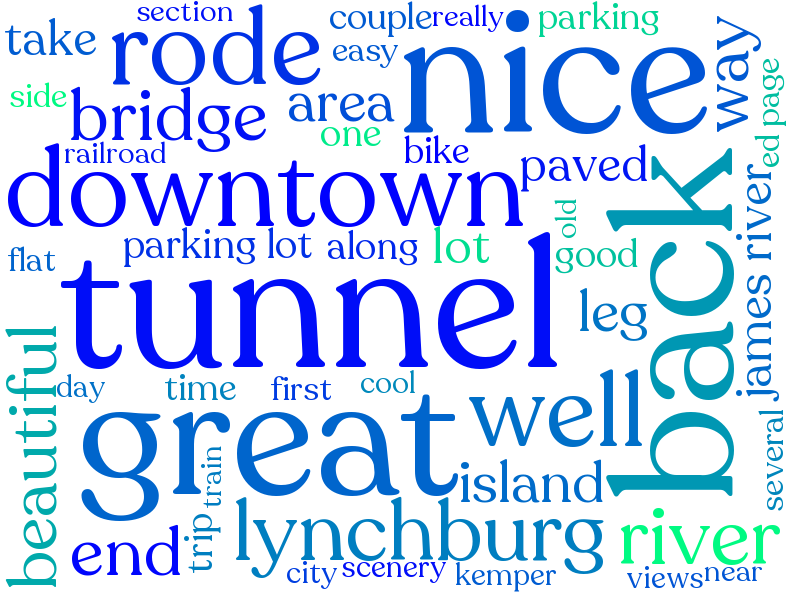 section
couple
really
parking
take
rode
nice
way
easy
side
bridge
area
page
one
ed
railroad
bike
downtown
paved
back
old
james river
parking lot
along
lot
good
flat
tunnel
leg
beautiful
day
time
first
cool
great
well
several
train
island
trip
end
lynchburg
river
city
scenery
kemper
views
near